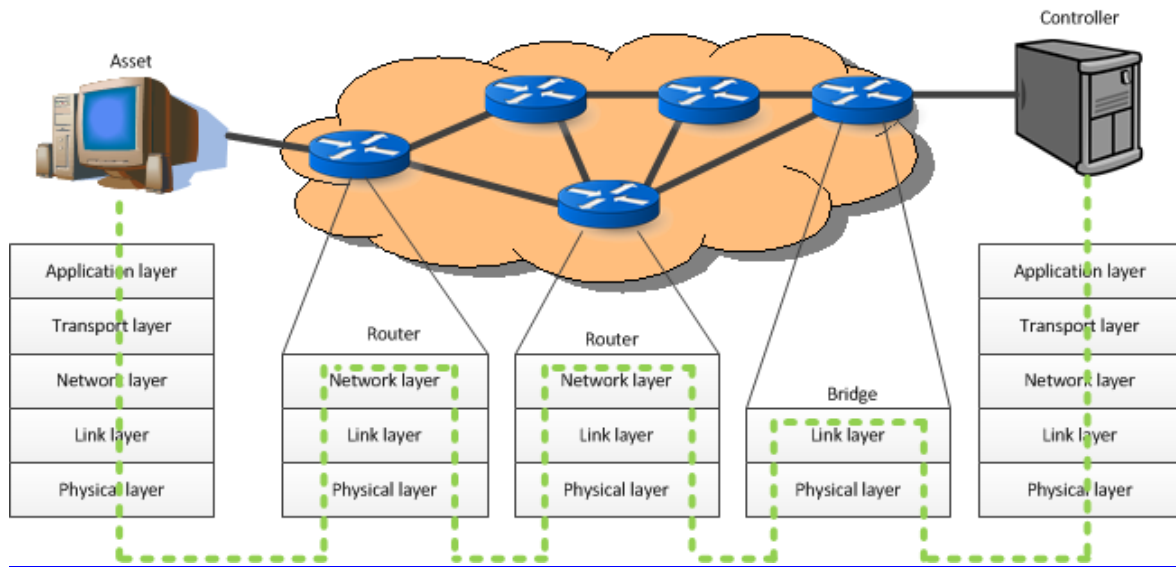 Controller
Asset
Application layer
Transport layer
Network layer
Link layer
Physical layer
Router
Network layer
Link layer
Physical layer
Router
Network layer
Link layer
Physical layer
Bridge
Link layer
Physical layer
Application layer
Transport layer
Network layer
Link layer
Physical layer